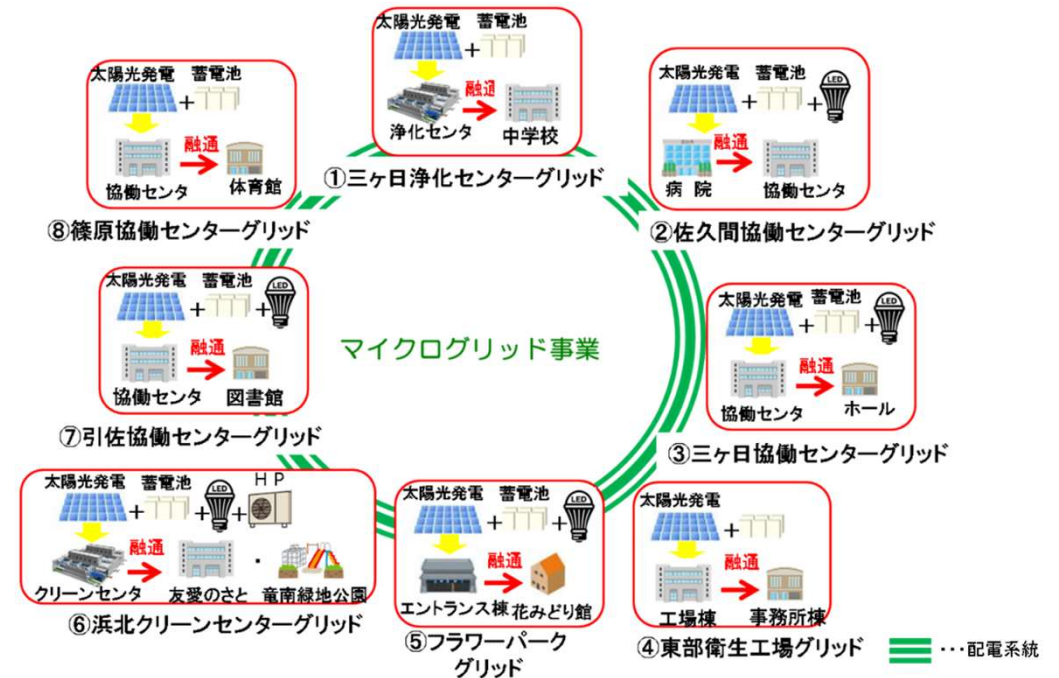 太陽光発電 蓄電池
+
融通
浄化センタ 中学校
①三ヶ日浄化センターグリッド
太陽光発電 蓄電池
+ + LED
融通
病 院 協働センタ
②佐久間協働センターグリッド
太陽光発電 蓄電池
+ + LED
融通
協働センタ ホール
③三ヶ日協働センターグリッド
太陽光発電
+
融通
工場棟 事務所棟
④東部衛生工場グリッド
太陽光発電 蓄電池
+ + LED
融通
エントランス棟 花みどり館
⑤フラワーパーク
グリッド
太陽光発電 蓄電池 HP
+ + LED +
融通
クリーンセンタ 友愛のさと ・ 竜南緑地公園
⑥浜北クリーンセンターグリッド
太陽光発電 蓄電池
+ + LED
融通
協働センタ 図書館
⑦引佐協働センターグリッド
太陽光発電 蓄電池
+
融通
協働センタ 体育館
⑧篠原協働センターグリッド
マイクログリッド事業
・・・配電系統